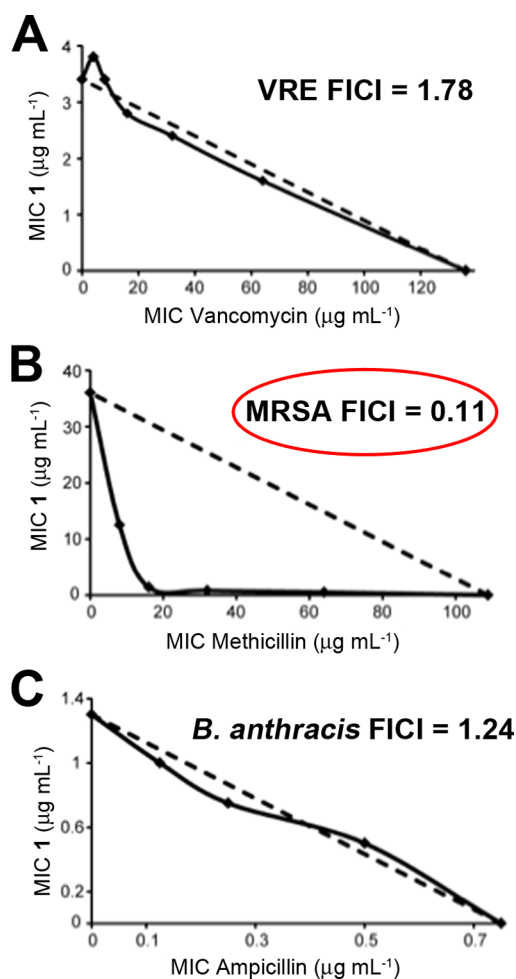 A
VRE FICI = 1.78
MIC 1 (μg mL-1)
4
3
2
1
0
0 20 40 60 80 100 120
MIC Vancomycin (μg mL-1)
B
MRSA FICI = 0.11
MIC 1 (μg mL-1)
40
30
20
10
0
0 20 40 60 80 100
MIC Methicillin (μg mL-1)
C
B. anthracis FICI = 1.24
MIC 1 (μg mL-1)
1.4
1
0.6
0.2
0
0 0.1 0.3 0.5 0.7
MIC Ampicillin (μg mL-1)